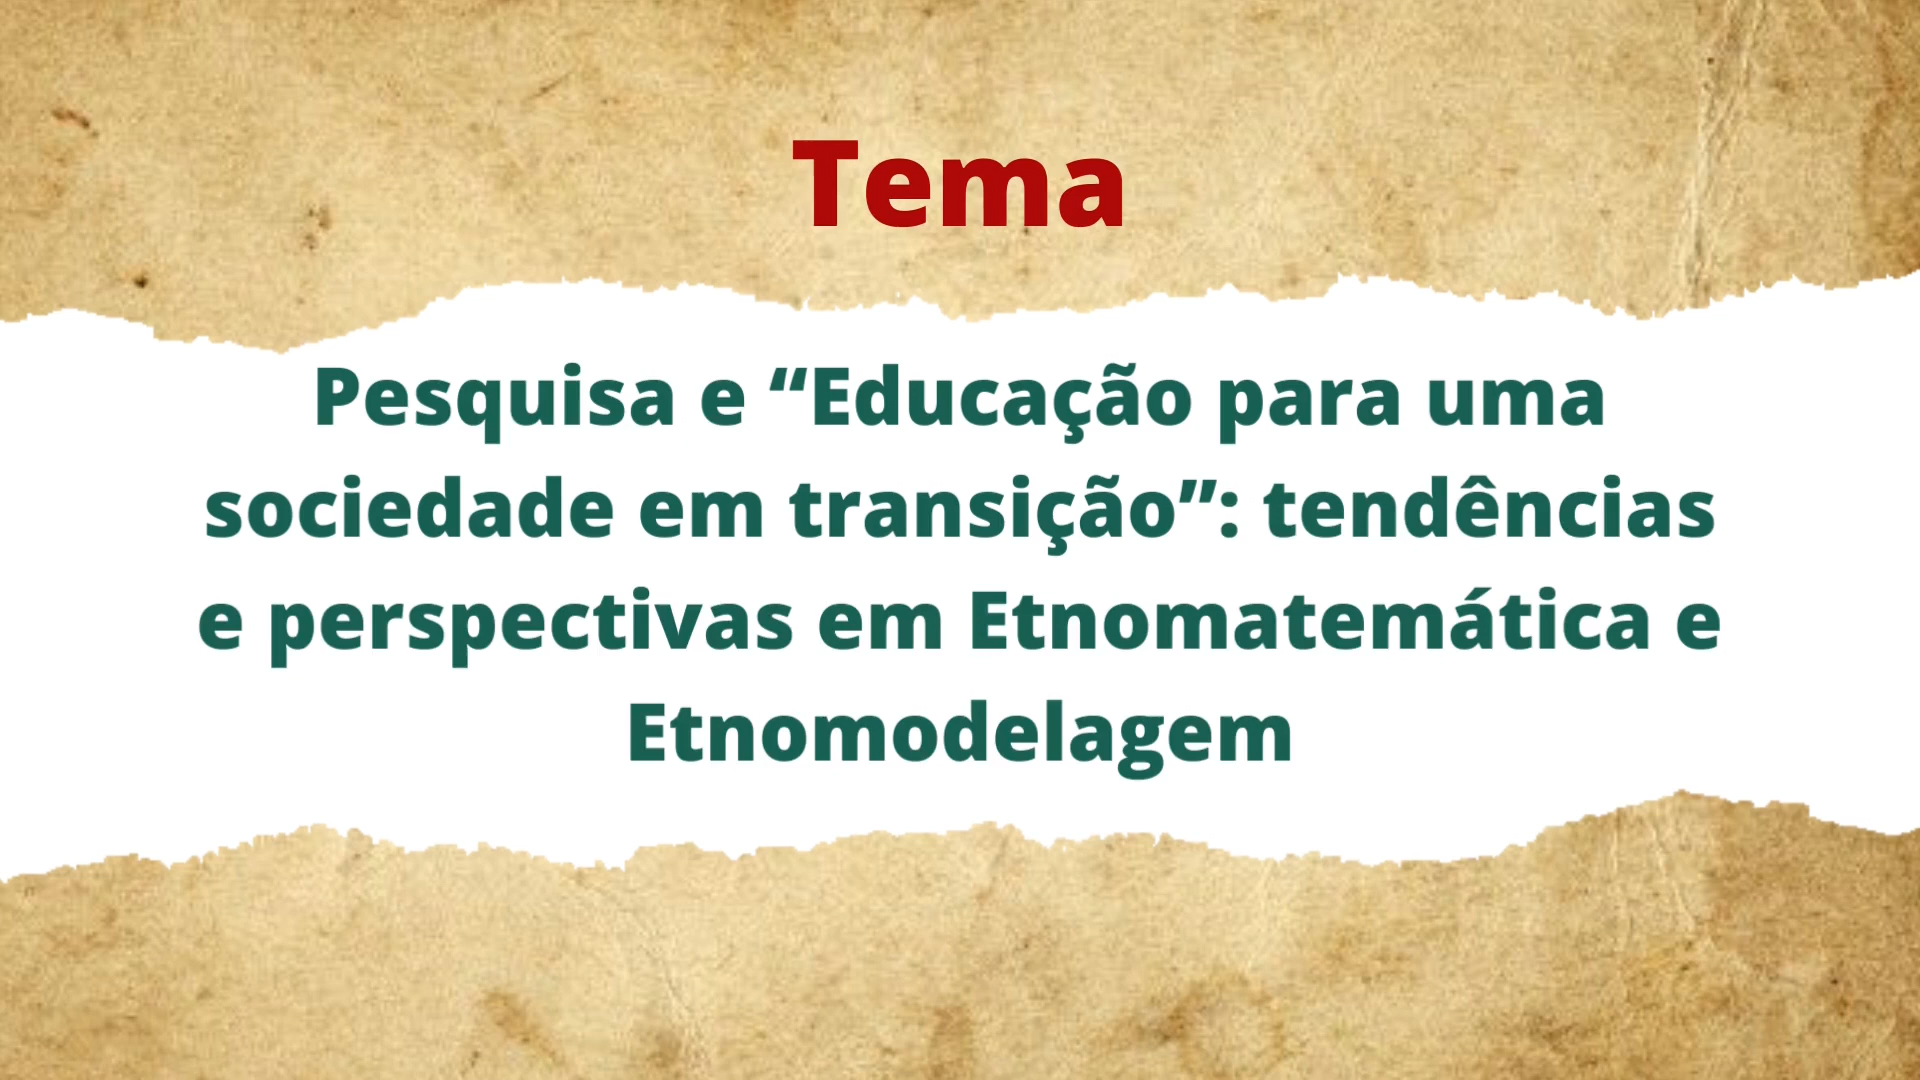 Tema
Pesquisa e “Educação para uma
sociedade em transição”: tendências
e perspectivas em Etnomatemática e
Etnomodelagem